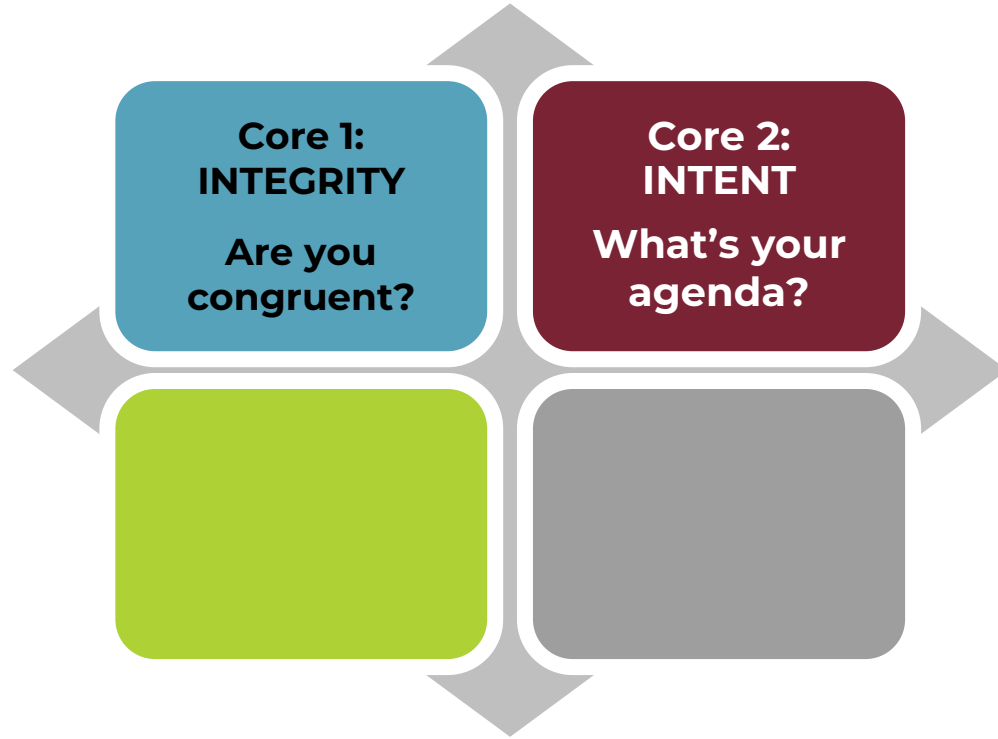 Core 1:
INTEGRITY
Are you
congruent?
Core 2:
INTENT
What’s your
agenda?